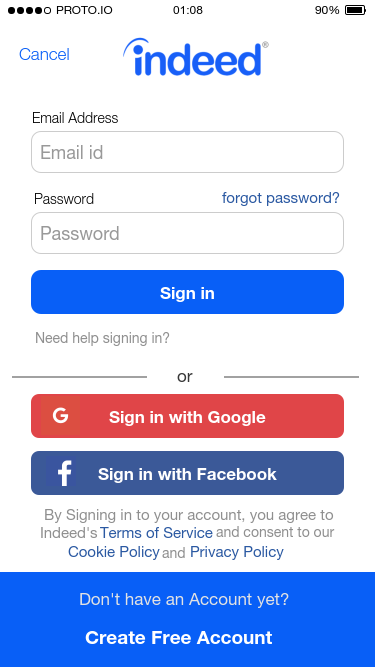 PROTO.IO 01:08 90%
Cancel indeed®
Email Address
Email id
Password forgot password?
Password
Sign in
Need help signing in?
or
G Sign in with Google
f Sign in with Facebook
By Signing in to your account, you agree to
Indeed's Terms of Service and consent to our
Cookie Policy and Privacy Policy
Don't have an Account yet?
Create Free Account